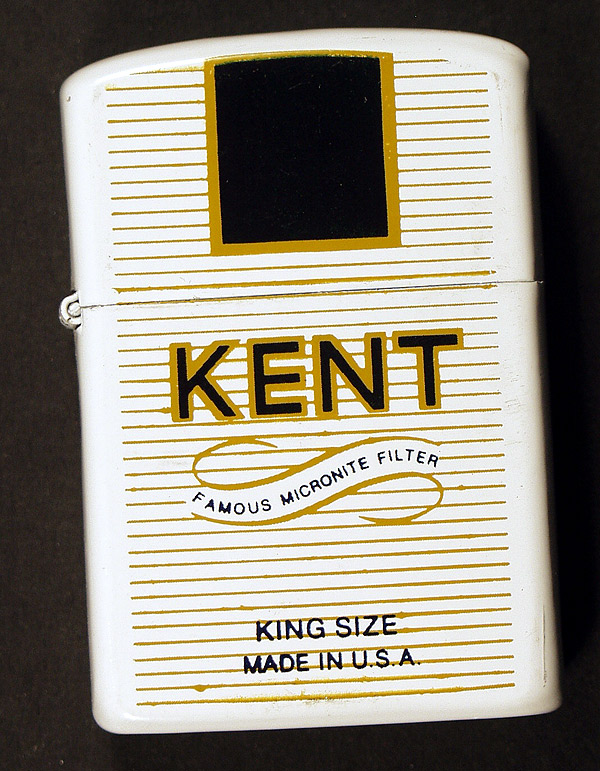 KENT
FAMOUS MICRONITE FILTER
KING SIZE
MADE IN U.S.A.